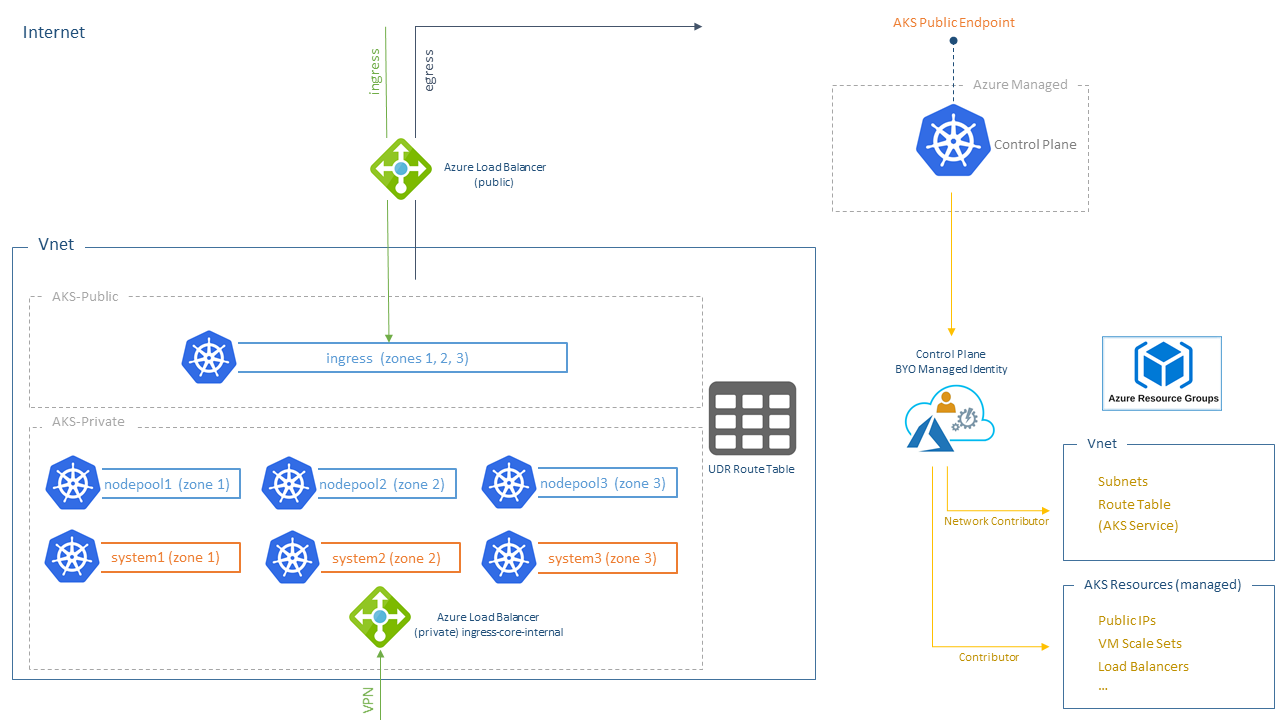 Internet
ingress
egress
AKS Public Endpoint
Azure Managed
Control Plane
Azure Load Balancer
(public)
Vnet
AKS-Public
ingress (zones 1, 2, 3)
AKS-Private
UDR Route Table
nodepool1 (zone 1)
nodepool2 (zone 2)
nodepool3 (zone 3)
system1 (zone 1)
system2 (zone 2)
system3 (zone 3)
Azure Load Balancer
(private) ingress-core-internal
VPN
Control Plane
BYO Managed Identity
Azure Resource Groups
Network Contributor
Contributor
Vnet
Subnets
Route Table
(AKS Service)
AKS Resources (managed)
Public IPs
VM Scale Sets
Load Balancers
...